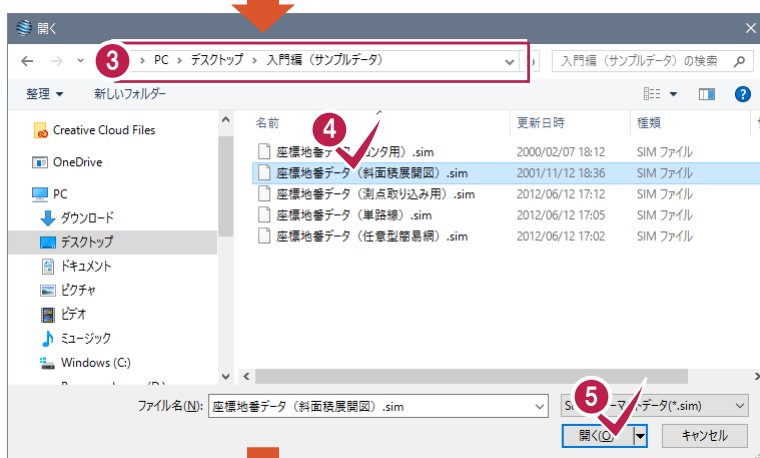 開く
3 > PC > デスクトップ > 入門編（サンプルデータ）
入門編（サンプルデータ）の検索
整理 新しいフォルダー
名前 更新日時 種類
座標地番データ ンタ用）.sim 2000/02/07 18:12 SIM ファイル
座標地番データ（斜面積展開図）.sim 2001/11/12 18:36 SIM ファイル
座標地番データ（測点取り込み用）.sim 2012/06/12 17:12 SIM ファイル
座標地番データ（単路線）.sim 2012/06/12 17:05 SIM ファイル
座標地番データ（任意型簡易網）.sim 2012/06/12 17:02 SIM ファイル
4
Creative Cloud Files
OneDrive
PC
ダウンロード
デスクトップ
ドキュメント
ピクチャ
ビデオ
ミュージック
Windows (C:)
ファイル名(N): 座標地番データ（斜面積展開図）.sim
マットデータ(*.sim)
5
開く(O) キャンセル